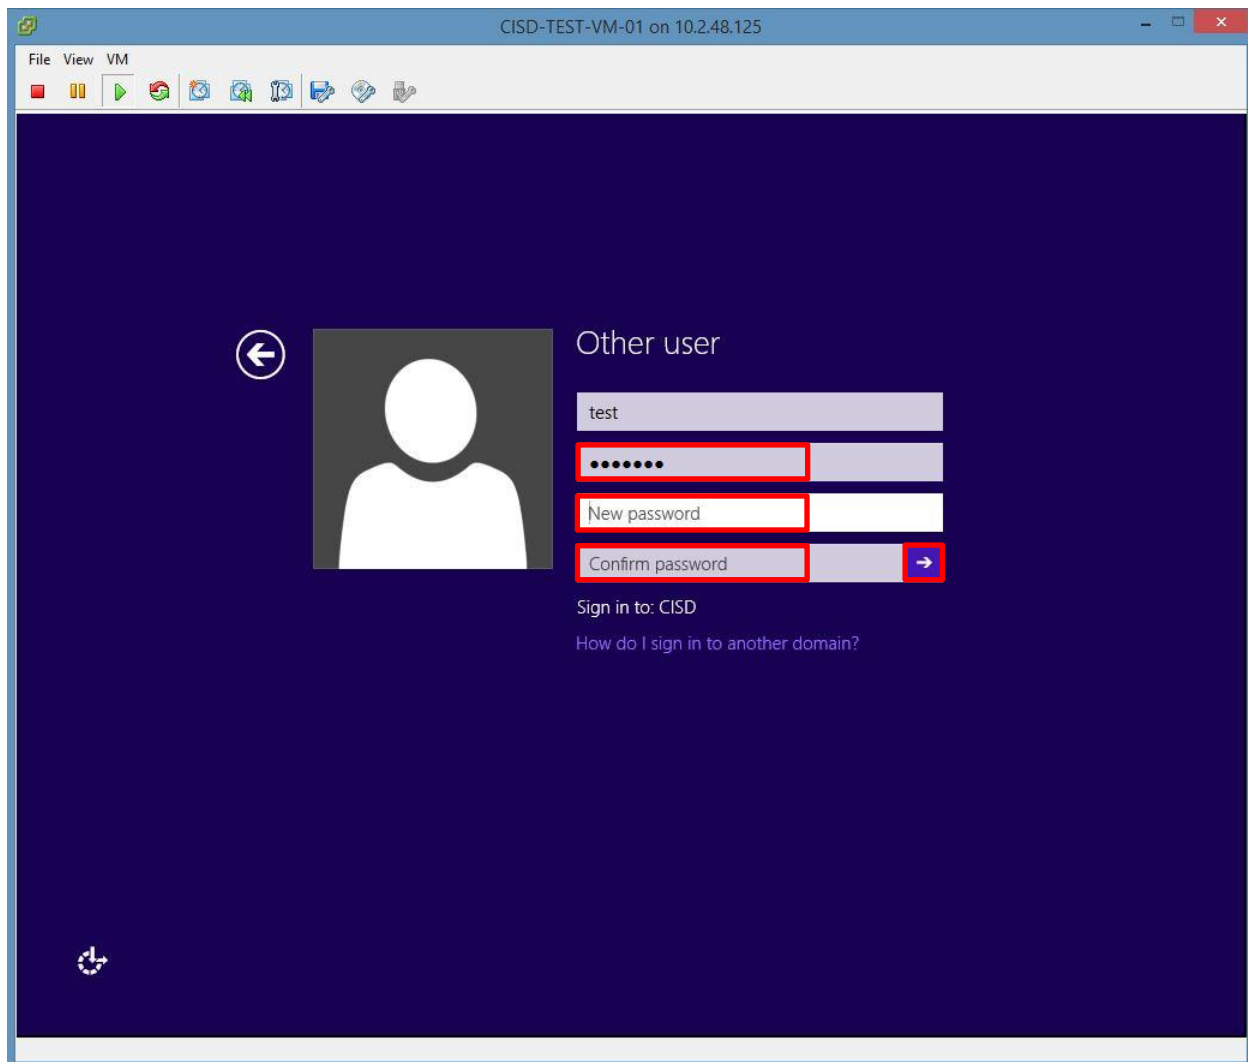 CISD-TEST-VM-01 on 10.2.48.125
File View VM
Other user
test
•••••••
New password
Confirm password
Sign in to: CISD
How do I sign in to another domain?